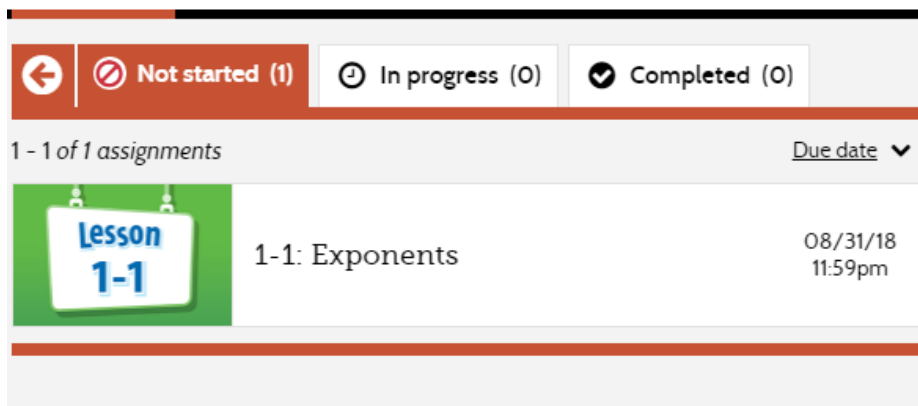 Not started (1) In progress (0) Completed (0)
1 - 1 of 1 assignments Due date
Lesson
1-1
1-1: Exponents
08/31/18
11:59pm